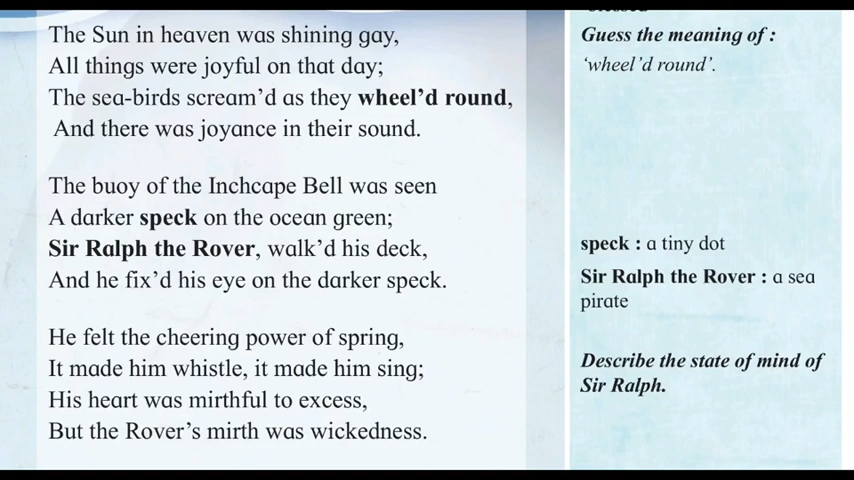 The Sun in heaven was shining gay,
All things were joyful on that day;
The sea-birds scream’d as they wheel’d round,
And there was joyance in their sound.
The buoy of the Inchcape Bell was seen
A darker speck on the ocean green;
Sir Ralph the Rover, walk’d his deck,
And he fix’d his eye on the darker speck.
He felt the cheering power of spring,
It made him whistle, it made him sing;
His heart was mirthful to excess,
But the Rover’s mirth was wickedness.
Guess the meaning of :
‘wheel’d round’.
speck : a tiny dot
Sir Ralph the Rover : a sea
pirate
Describe the state of mind of
Sir Ralph.